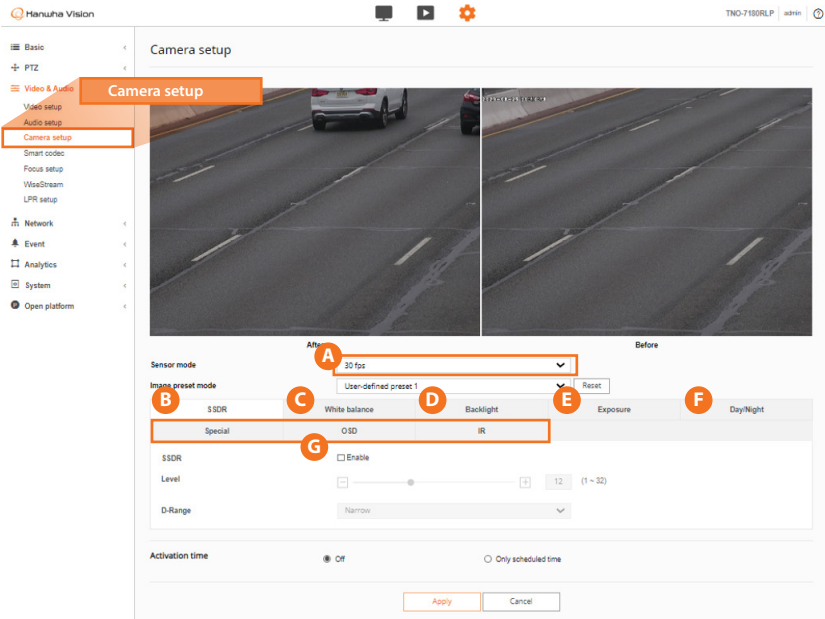 Hanwha Vision
TNO-7180RLP admin
Basic
PTZ
Video & Audio
Camera setup
Video setup
Audio setup
Camera setup
Smart codec
Focus setup
WiseStream
LPR setup
Network
Event
Analytics
System
Open platform
Camera setup
After
Before
Sensor mode
A
30 fps
Image preset mode
User-defined preset 1
Reset
B
SSDR
C
White balance
D
Backlight
E
Exposure
F
Day/Night
Special
OSD
IR
G
SSDR
Enable
Level
12
(1 ~ 32)
D-Range
Narrow
Activation time
Off
Only scheduled time
Apply
Cancel